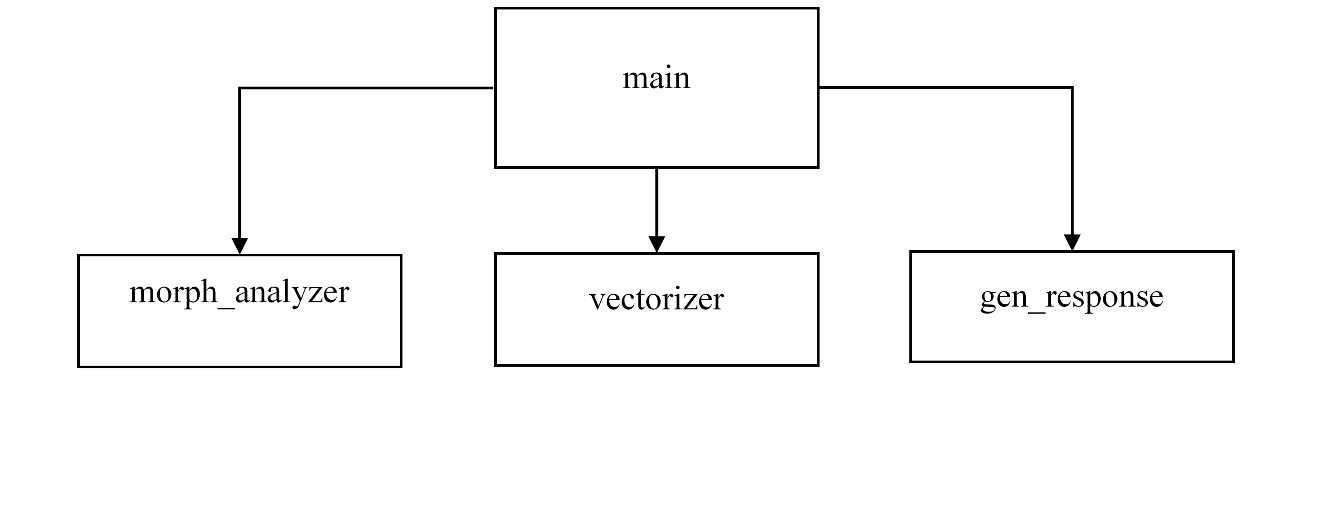 main
morph_analyzer
vectorizer
gen_response